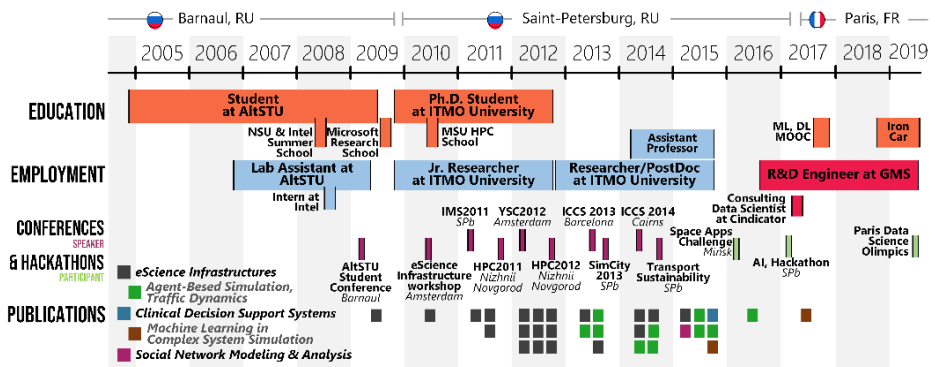 Barnaul, RU
Saint-Petersburg, RU
Paris, FR
2005 2006 2007 2008 2009 2010 2011 2012 2013 2014 2015 2016 2017 2018 2019
EDUCATION
Student
at AltSTU
Ph.D. Student
at ITMO University
NSU & Intel
Summer
School
Microsoft
Research
School
MSU HPC
School
Assistant
Professor
ML, DL
MOOC
Iron
Car
EMPLOYMENT
Lab Assistant at
AltSTU
Jr. Researcher
at ITMO University
Researcher/PostDoc
at ITMO University
R&D Engineer at GMS
Intern at
Intel
Consulting
Data Scientist
at Cindicator
CONFERENCES
SPEAKER
& HACKATHONS
PARTICIPANT
IMS2011
SPb
YSC2012
Amsterdam
ICCS 2013
Barcelona
ICCS 2014
Cairns
Space Apps
Challenge
Minsk
Paris Data
Science
Olimpics
AltSTU
Student
Conference
Barnaul
eScience
Infrastructure
workshop
Amsterdam
HPC2011
Nizhnii
Novgorod
HPC2012
Nizhnii
Novgorod
SimCity
2013
SPb
Transport
Sustainability
SPb
AI, Hackathon
SPb
eScience Infrastructures
Agent-Based Simulation,
Traffic Dynamics
PUBLICATIONS
Clinical Decision Support Systems
Machine Learning in
Complex System Simulation
Social Network Modeling & Analysis